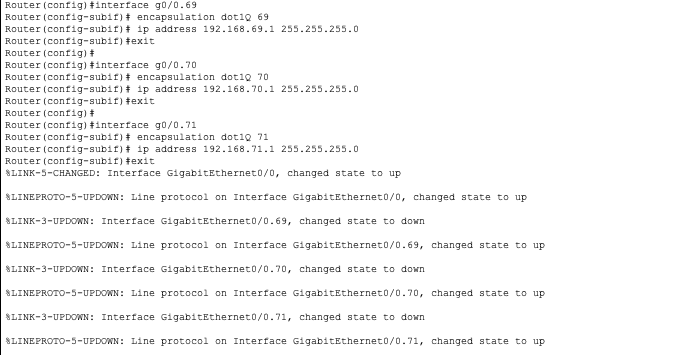 Router(config)#interface g0/0.69
Router(config-subif)# encapsulation dot1Q 69
Router(config-subif)# ip address 192.168.69.1 255.255.255.0
Router(config-subif)#exit
Router(config)#
Router(config)#interface g0/0.70
Router(config-subif)# encapsulation dot1Q 70
Router(config-subif)# ip address 192.168.70.1 255.255.255.0
Router(config-subif)#exit
Router(config)#
Router(config)#interface g0/0.71
Router(config-subif)# encapsulation dot1Q 71
Router(config-subif)# ip address 192.168.71.1 255.255.255.0
Router(config-subif)#exit
%LINK-5-CHANGED: Interface GigabitEthernet0/0, changed state to up
%LINEPROTO-5-UPDOWN: Line protocol on Interface GigabitEthernet0/0, changed state to up
%LINK-3-UPDOWN: Interface GigabitEthernet0/0.69, changed state to down
%LINEPROTO-5-UPDOWN: Line protocol on Interface GigabitEthernet0/0.69, changed state to up
%LINK-3-UPDOWN: Interface GigabitEthernet0/0.70, changed state to down
%LINEPROTO-5-UPDOWN: Line protocol on Interface GigabitEthernet0/0.70, changed state to up
%LINK-3-UPDOWN: Interface GigabitEthernet0/0.71, changed state to down
%LINEPROTO-5-UPDOWN: Line protocol on Interface GigabitEthernet0/0.71, changed state to up